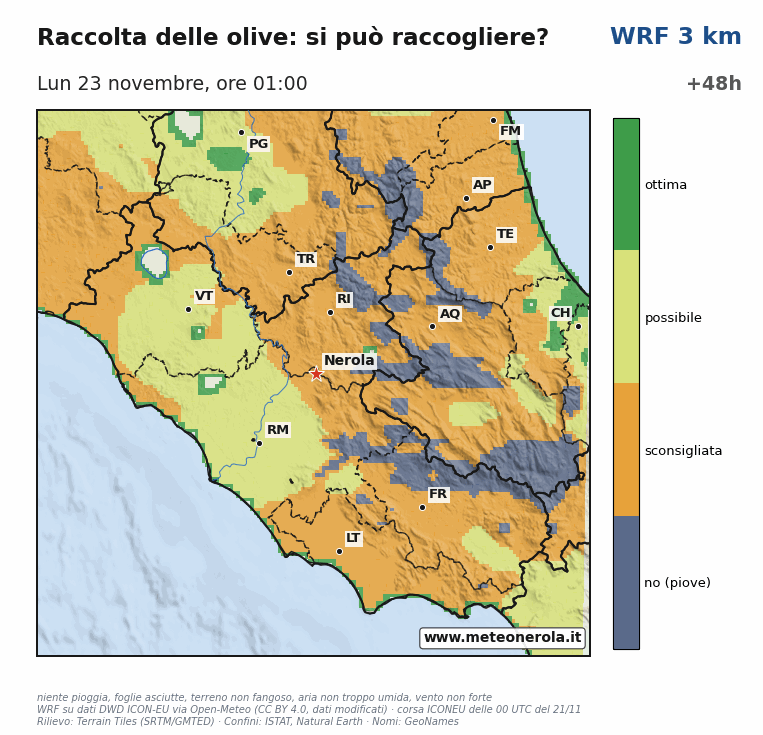 Raccolta delle olive: si può raccogliere?
WRF 3 km
Lun 23 novembre, ore 01:00
+48h
FM
PG
AP
TE
TR
VT
RI
AQ
CH
Nerola
RM
FR
LT
www.meteonerola.it
ottima
possibile
sconsigliata
no (piove)
niente pioggia, foglie asciutte, terreno non fangoso, aria non troppo umida, vento non forte
WRF su dati DWD ICON-EU via Open-Meteo (CC BY 4.0, dati modificati) · corsa ICONEU delle 00 UTC del 21/11
Rilievo: Terrain Tiles (SRTM/GMTED) · Confini: ISTAT, Natural Earth · Nomi: GeoNames